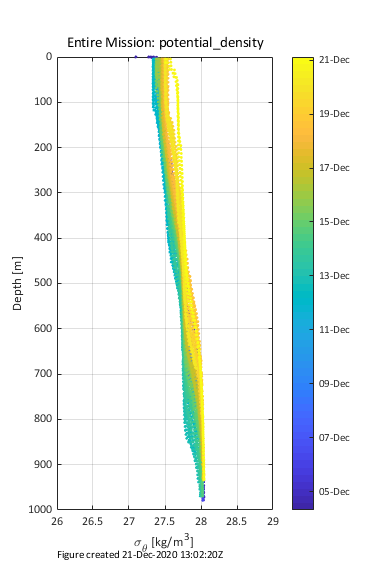 Entire Mission: potential_density
0
100
200
300
400
500
600
700
800
900
1000
Depth [m]
26
26.5
27
27.5
28
28.5
29
σθ [kg/m³]
21-Dec
19-Dec
17-Dec
15-Dec
13-Dec
11-Dec
09-Dec
07-Dec
05-Dec
Figure created 21-Dec-2020 13:02:20Z